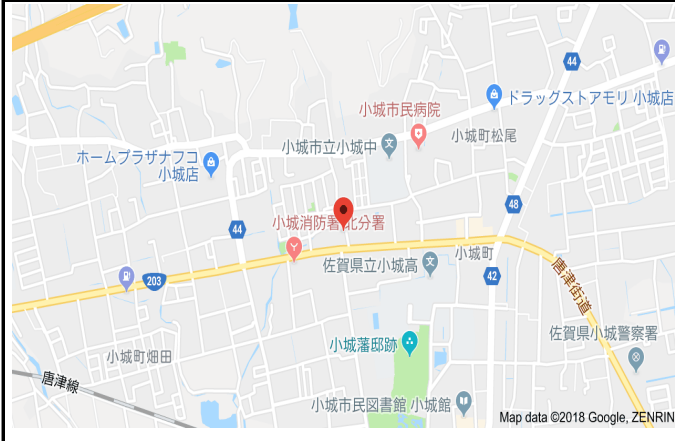 44
ドラッグストアモリ 小城店
小城市民病院
小城町松尾
小城市立小城中
文
ホームプラザナフコ
小城店
48
44
小城消防署 北分署
小城町
佐賀県立小城高
文
42
203
唐津街道
小城藩邸跡
佐賀県小城警察署
小城町畑田
唐津線
小城市民図書館 小城館
Map data ©2018 Google, ZENRIN